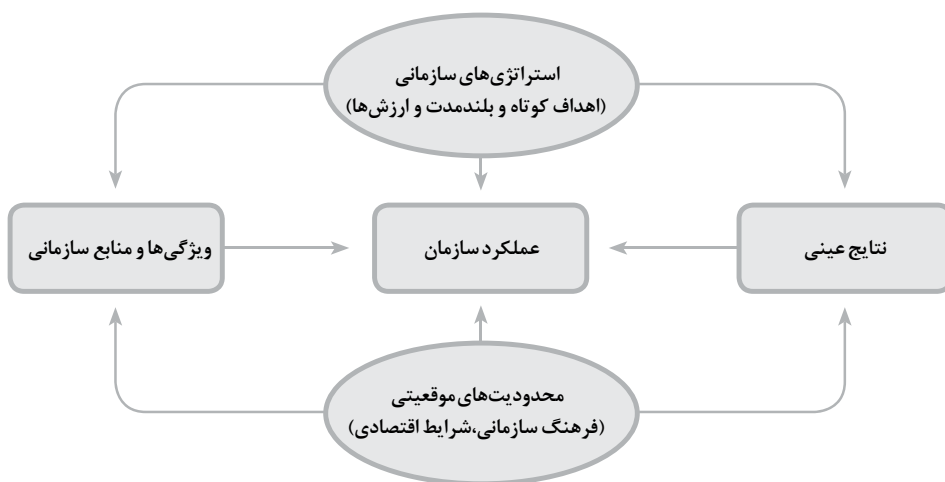 استراتژی‌های سازمانی
(اهداف کوتاه و بلندمدت و ارزش‌ها)
نتایج عینی
عملکرد سازمان
ویژگی‌ها و منابع سازمانی
محدودیت‌های موقعیتی
(فرهنگ سازمانی،شرایط اقتصادی)